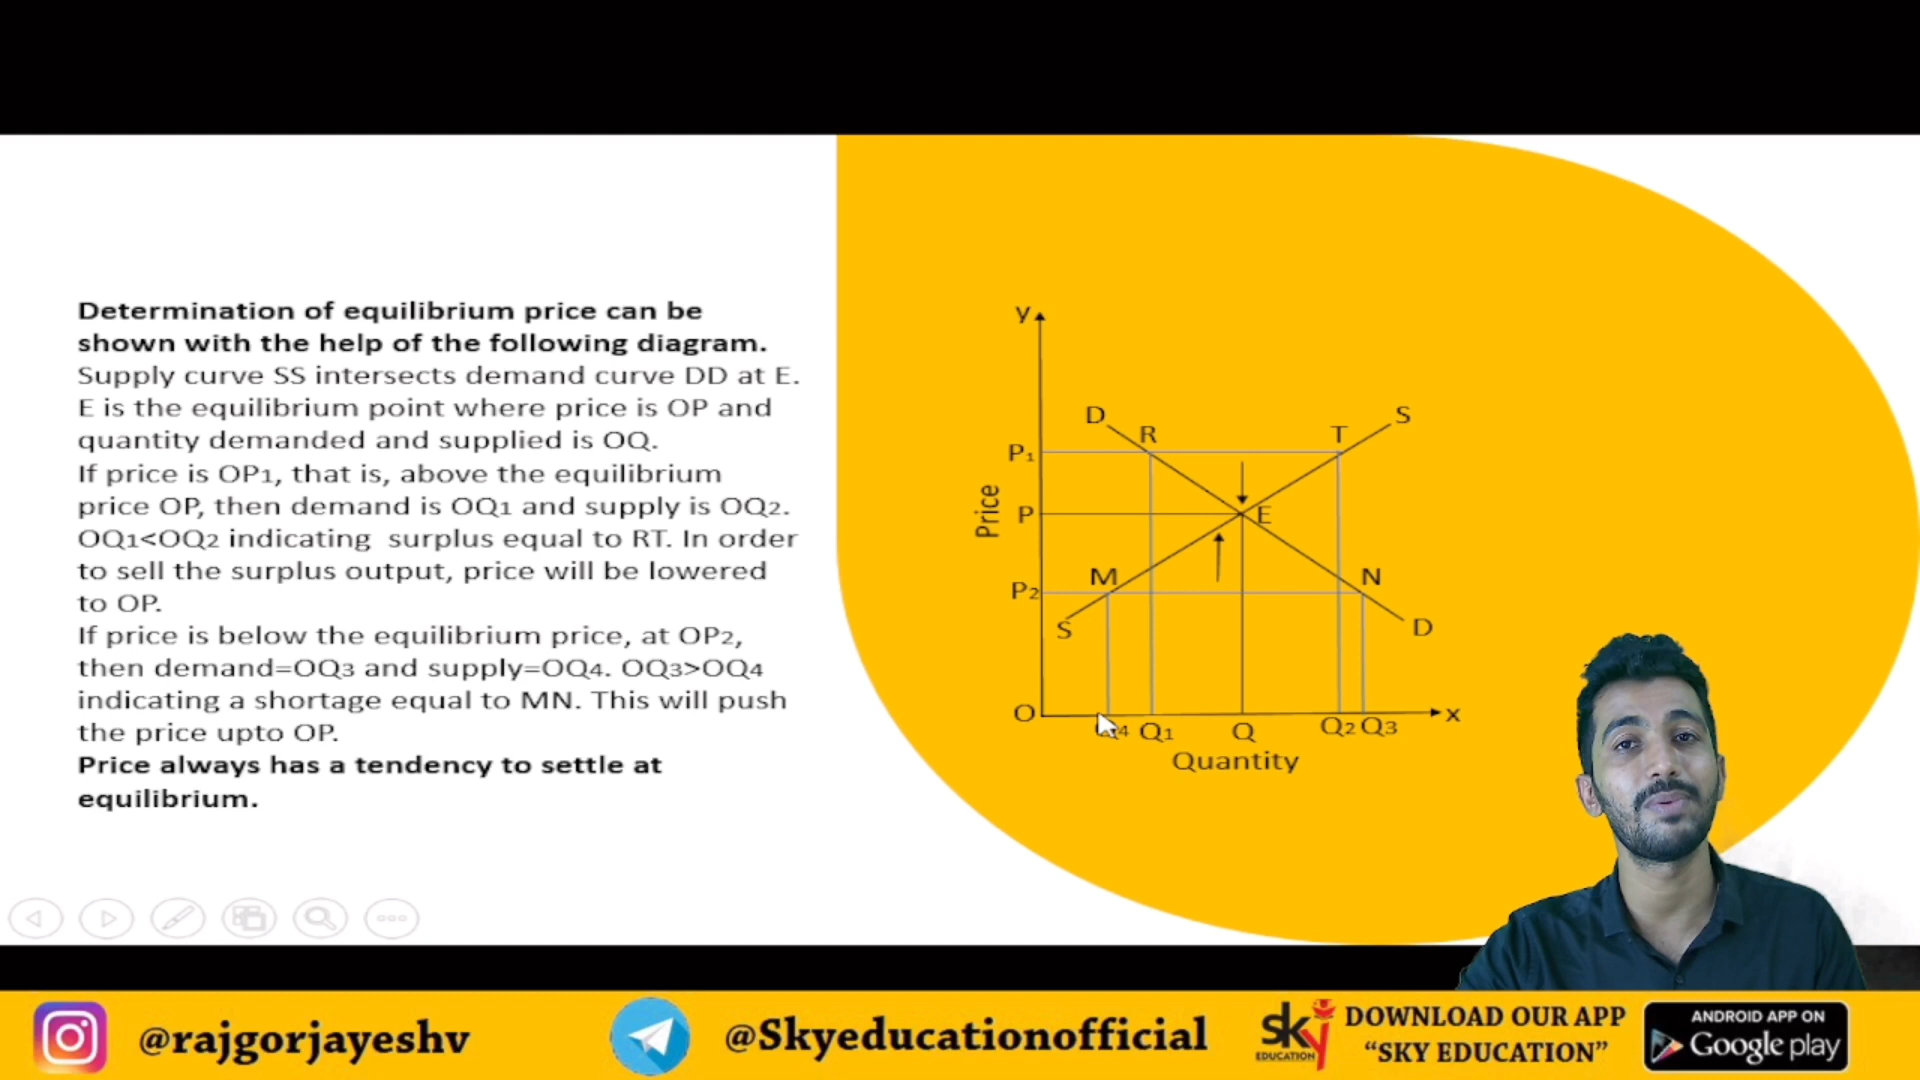 Determination of equilibrium price can be
shown with the help of the following diagram.
Supply curve SS intersects demand curve DD at E.
E is the equilibrium point where price is OP and
quantity demanded and supplied is OQ.
If price is OP1, that is, above the equilibrium
price OP, then demand is OQ1 and supply is OQ2.
OQ1<OQ2 indicating surplus equal to RT. In order
to sell the surplus output, price will be lowered
to OP.
If price is below the equilibrium price, at OP2,
then demand=OQ3 and supply=OQ4. OQ3>OQ4
indicating a shortage equal to MN. This will push
the price upto OP.
Price always has a tendency to settle at
equilibrium.
y
D
S
R
T
P1
Price
P
E
M
N
P2
S
D
O
x
Q1
Q
Q2 Q3
Quantity
@rajgorjayeshv
@Skyeducationofficial
sky
EDUCATION
DOWNLOAD OUR APP
“SKY EDUCATION”
ANDROID APP ON
Google play